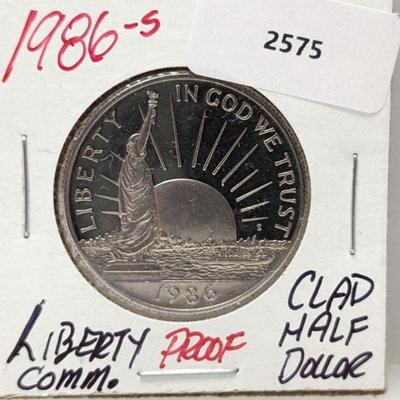 1986-S
2575
LIBERTY
IN GOD WE TRUST
S
1986
LIBERTY
COMM.
PROOF
CLAD
HALF
DOLLAR